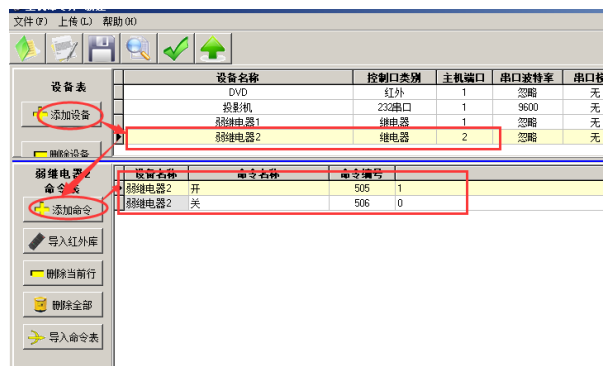 文件(F) 上传(L) 帮助(H)
设备表
添加设备
删除设备
设备名称 控制口类别 主机端口 串口波特率 串口校
DVD 红外 1 忽略 无
投影机 232串口 1 9600 无
弱继电器1 继电器 1 忽略 无
弱继电器2 继电器 2 忽略 无
弱继电器2
命令表
添加命令
导入红外库
删除当前行
删除全部
导入命令表
设备名称 命令名称 命令编号
弱继电器2 开 505 1
弱继电器2 关 506 0